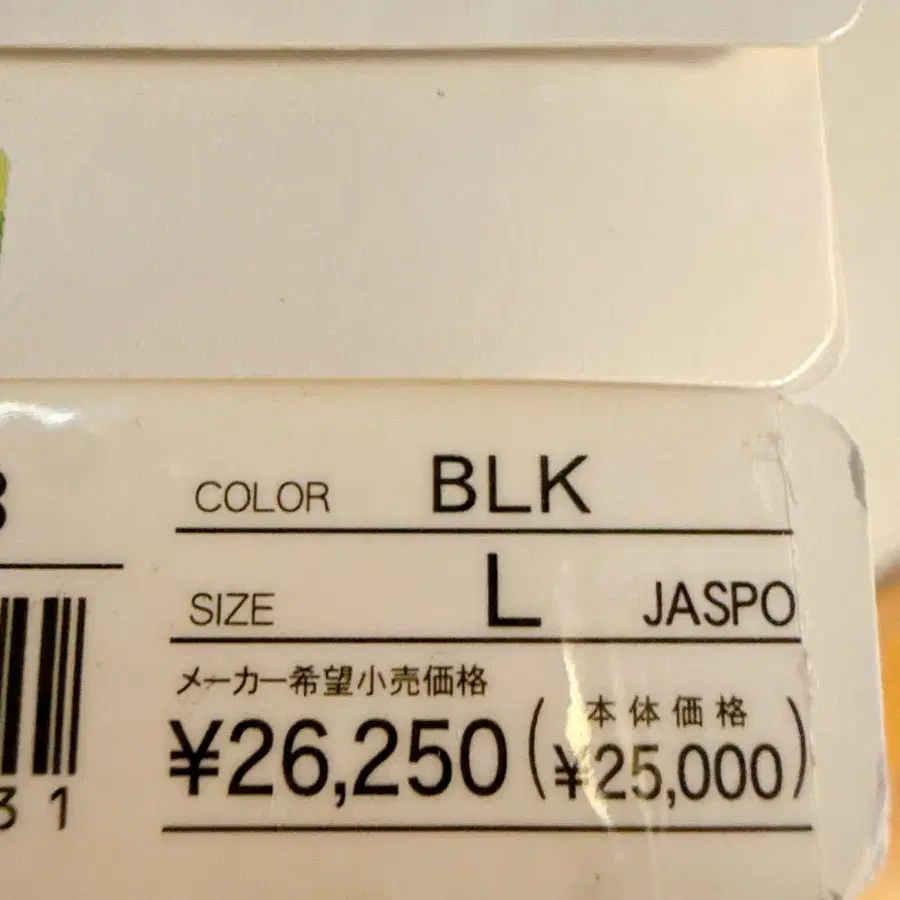 COLOR BLK
SIZE L JASPO
メーカー希望小売価格
¥26,250(本体価格 ¥25,000)
31